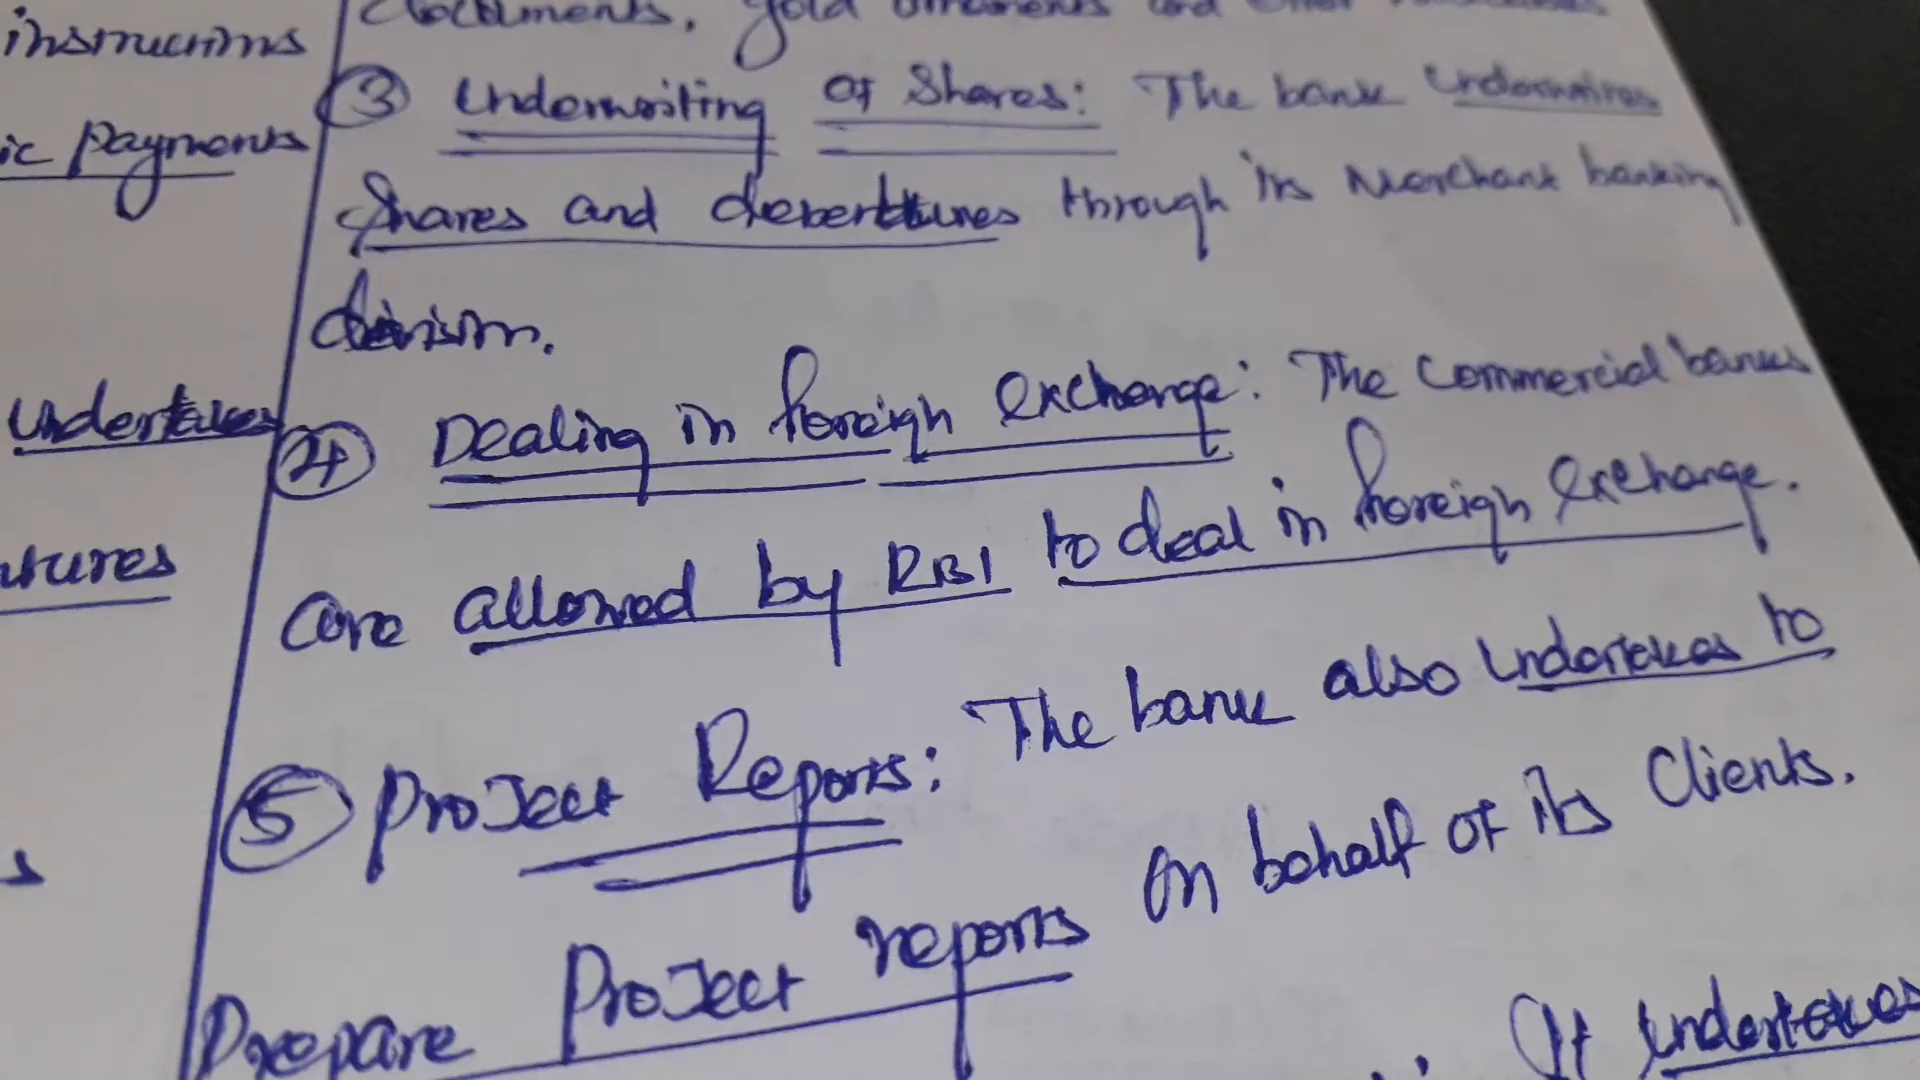 instructions
ic Payments
Undertakes
tures
s
documents, gold ornaments and other
③ Underwriting of Shares: The bank underwrites
Shares and debentures through its Merchant banking
division.
④ Dealing in foreign exchange: The Commercial banks
are allowed by RBI to deal in foreign exchange.
⑤ Project Reports: The bank also undertakes to
Prepare Project reports on behalf of its Clients.
It undertakes